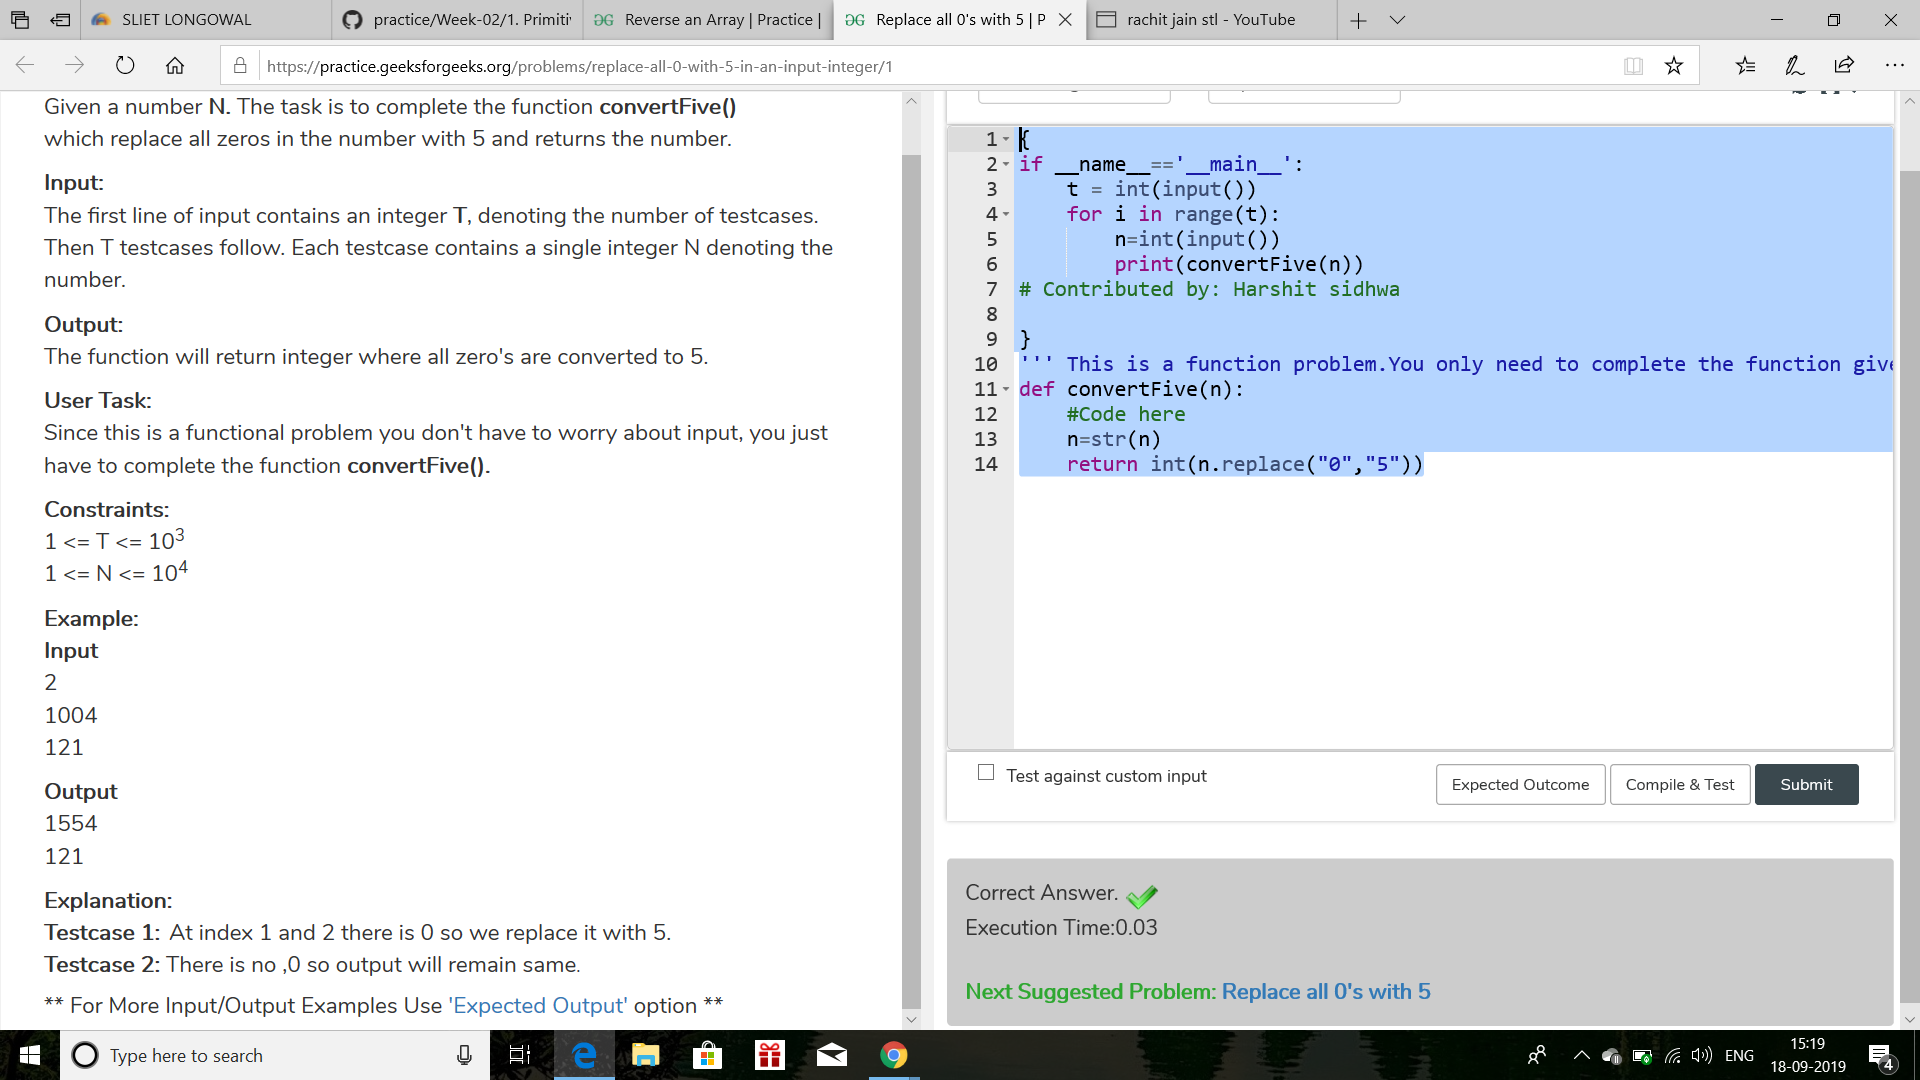 SLIET LONGOWAL
practice/Week-02/1. Primiti
Reverse an Array | Practice |
Replace all 0's with 5 | P
rachit jain stl - YouTube
https://practice.geeksforgeeks.org/problems/replace-all-0-with-5-in-an-input-integer/1
Given a number N. The task is to complete the function convertFive()
which replace all zeros in the number with 5 and returns the number.
Input:
The first line of input contains an integer T, denoting the number of testcases.
Then T testcases follow. Each testcase contains a single integer N denoting the
number.
Output:
The function will return integer where all zero's are converted to 5.
User Task:
Since this is a functional problem you don't have to worry about input, you just
have to complete the function convertFive().
Constraints:
1 <= T <= 10³
1 <= N <= 10⁴
Example:
Input
2
1004
121
Output
1554
121
Explanation:
Testcase 1: At index 1 and 2 there is 0 so we replace it with 5.
Testcase 2: There is no ,0 so output will remain same.
** For More Input/Output Examples Use 'Expected Output' option **
1 {
2 if __name__=='__main__':
3     t = int(input())
4     for i in range(t):
5         n=int(input())
6         print(convertFive(n))
7 # Contributed by: Harshit sidhwa
8
9 }
10 ''' This is a function problem.You only need to complete the function give
11 def convertFive(n):
12     #Code here
13     n=str(n)
14     return int(n.replace("0","5"))
Test against custom input
Expected Outcome
Compile & Test
Submit
Correct Answer.
Execution Time:0.03
Next Suggested Problem: Replace all 0's with 5
Type here to search
ENG
15:19
18-09-2019
4